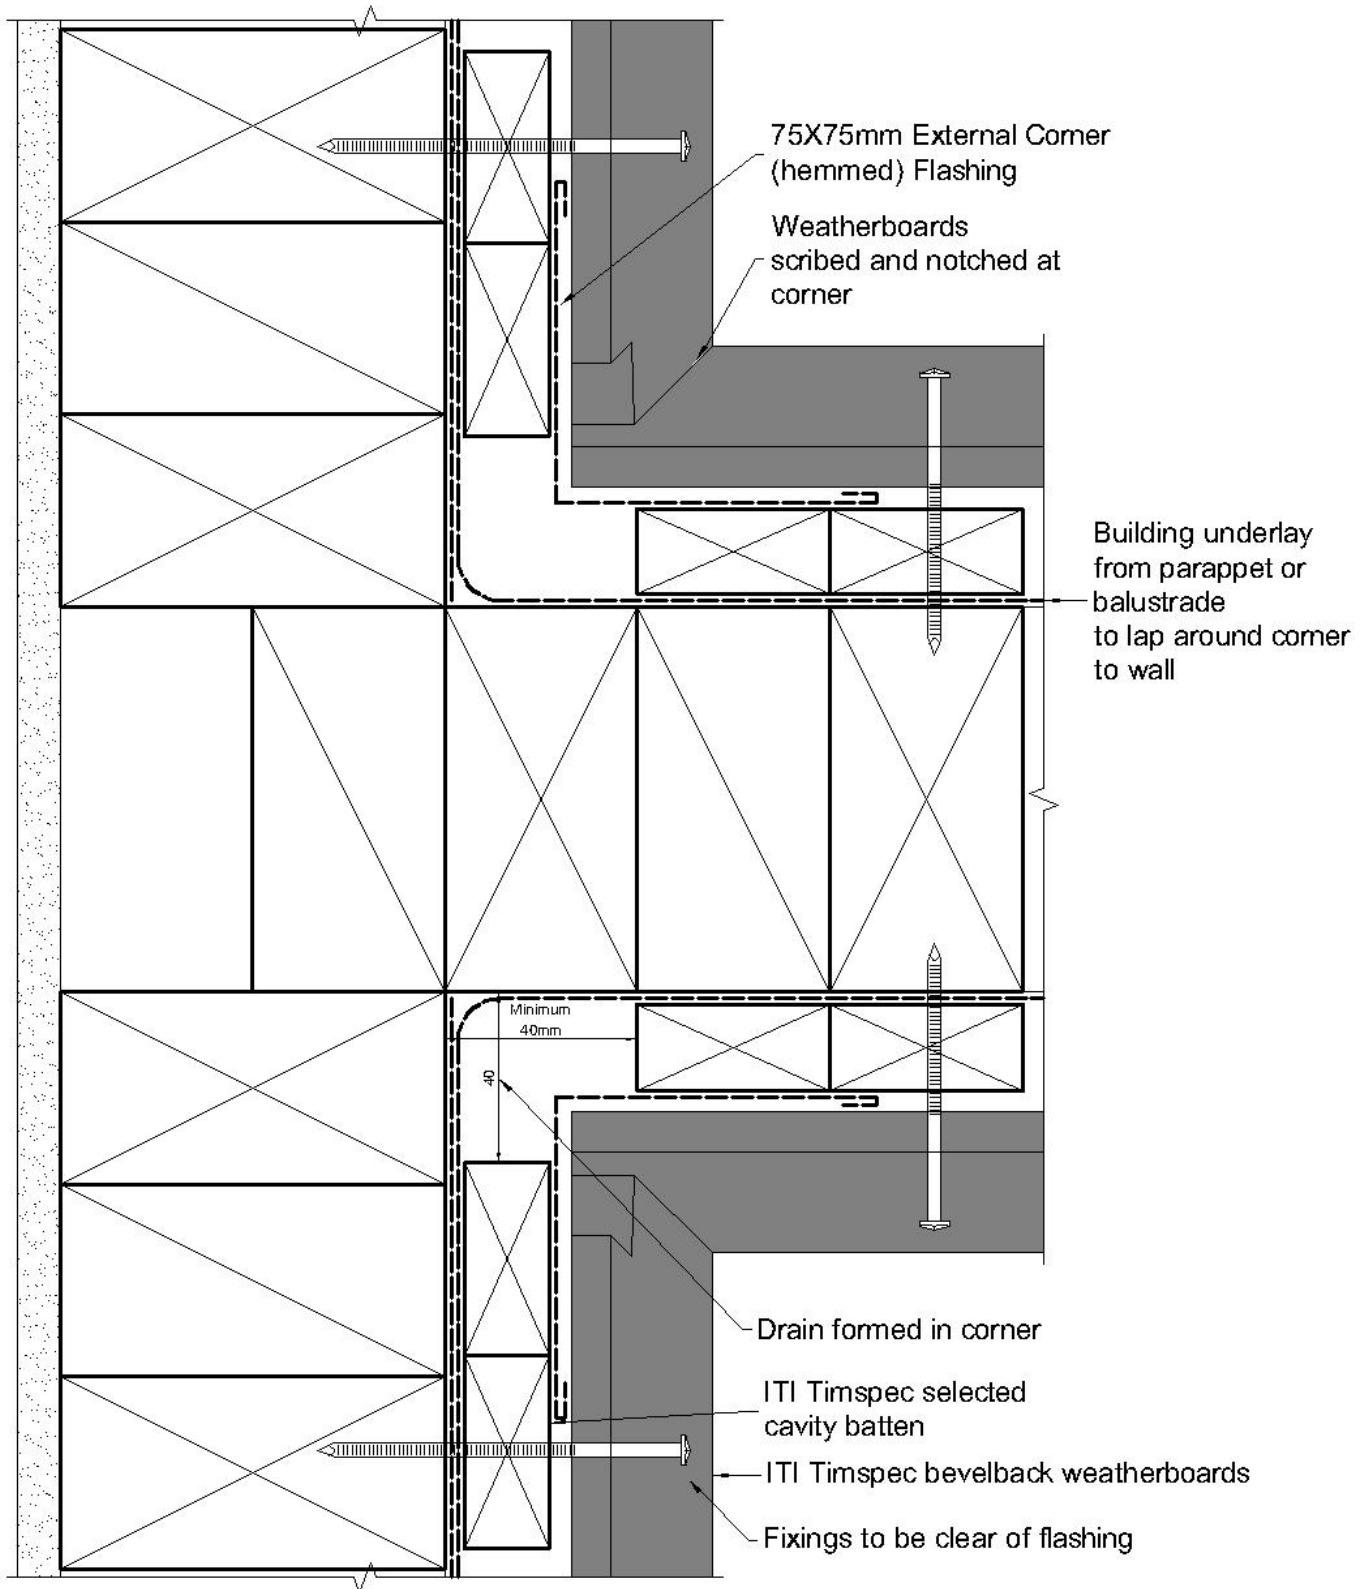 75X75mm External Corner
(hemmed) Flashing
Weatherboards
scribed and notched at
corner
Building underlay
from parappet or
balustrade
to lap around corner
to wall
Minimum
40mm
40
Drain formed in corner
ITI Timspec selected
cavity batten
ITI Timspec bevelback weatherboards
Fixings to be clear of flashing